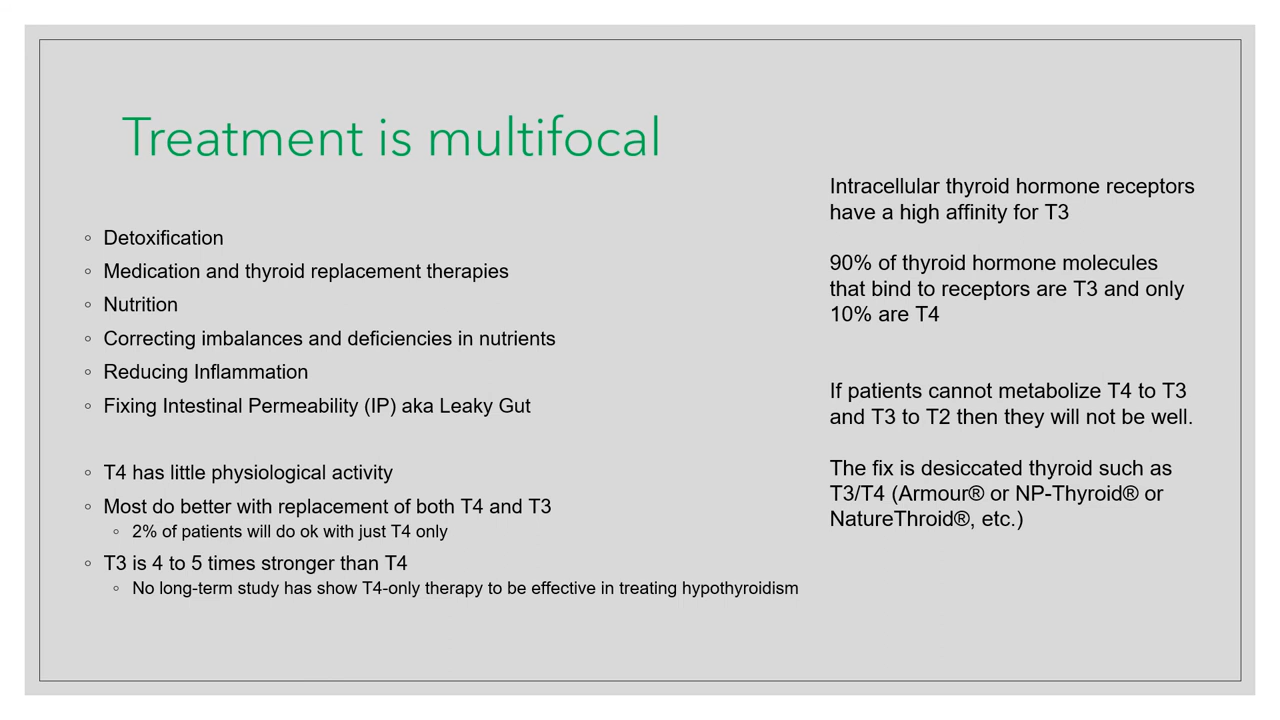 Treatment is multifocal
◦ Detoxification
◦ Medication and thyroid replacement therapies
◦ Nutrition
◦ Correcting imbalances and deficiencies in nutrients
◦ Reducing Inflammation
◦ Fixing Intestinal Permeability (IP) aka Leaky Gut
◦ T4 has little physiological activity
◦ Most do better with replacement of both T4 and T3
◦ 2% of patients will do ok with just T4 only
◦ T3 is 4 to 5 times stronger than T4
◦ No long-term study has show T4-only therapy to be effective in treating hypothyroidism
Intracellular thyroid hormone receptors
have a high affinity for T3
90% of thyroid hormone molecules
that bind to receptors are T3 and only
10% are T4
If patients cannot metabolize T4 to T3
and T3 to T2 then they will not be well.
The fix is desiccated thyroid such as
T3/T4 (Armour® or NP-Thyroid® or
NatureThroid®, etc.)